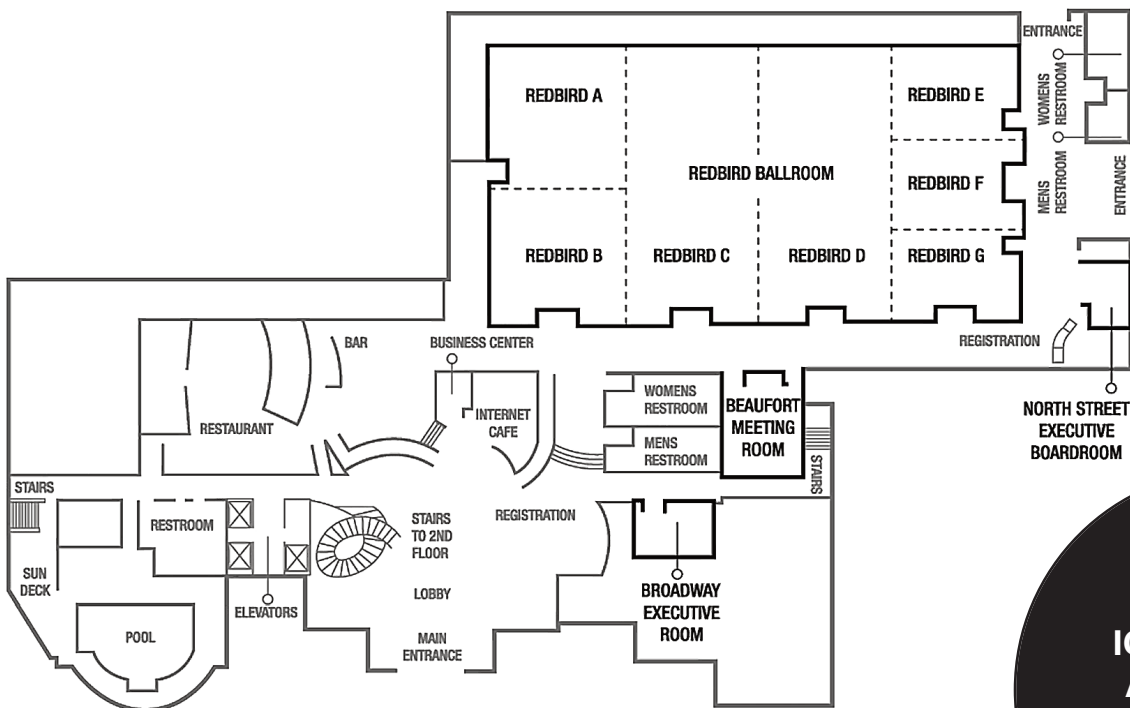 ENTRANCE
WOMENS
RESTROOM
MENS
RESTROOM
ENTRANCE
REDBIRD A
REDBIRD E
REDBIRD BALLROOM
REDBIRD F
REDBIRD B
REDBIRD C
REDBIRD D
REDBIRD G
BAR
BUSINESS CENTER
REGISTRATION
RESTAURANT
INTERNET
CAFE
WOMENS
RESTROOM
MENS
RESTROOM
BEAUFORT
MEETING
ROOM
NORTH STREET
EXECUTIVE
BOARDROOM
STAIRS
STAIRS
RESTROOM
STAIRS
TO 2ND
FLOOR
REGISTRATION
SUN
DECK
ELEVATORS
LOBBY
BROADWAY
EXECUTIVE
ROOM
POOL
MAIN
ENTRANCE